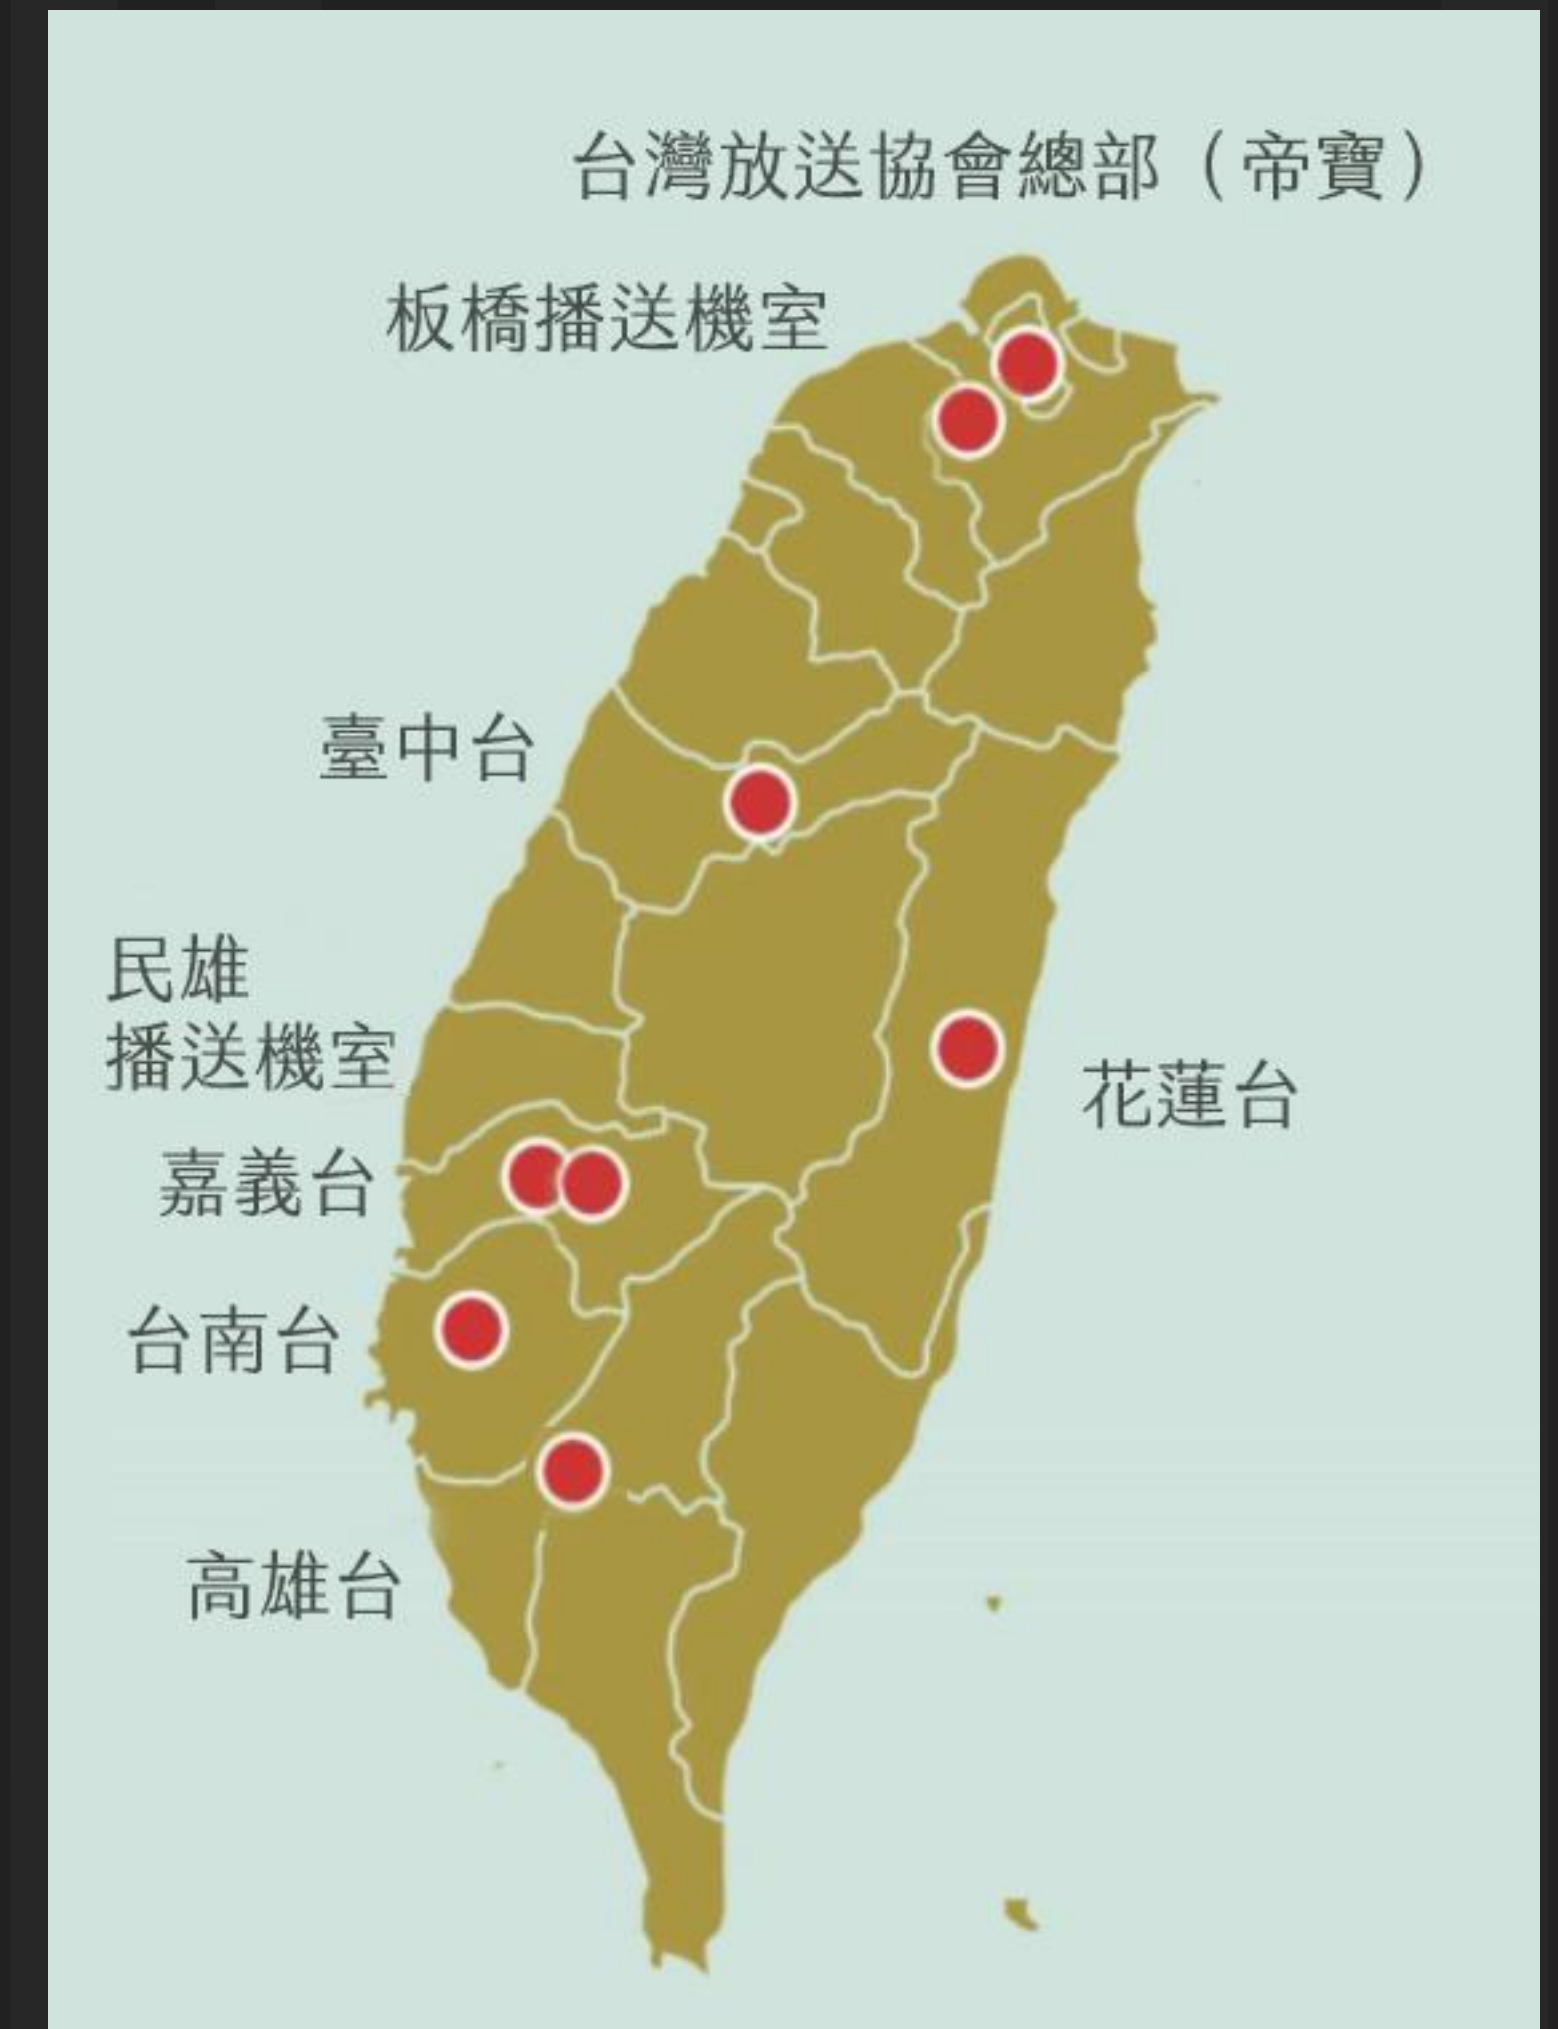 台灣放送協會總部（帝寶）
板橋播送機室
臺中台
民雄
播送機室
花蓮台
嘉義台
台南台
高雄台